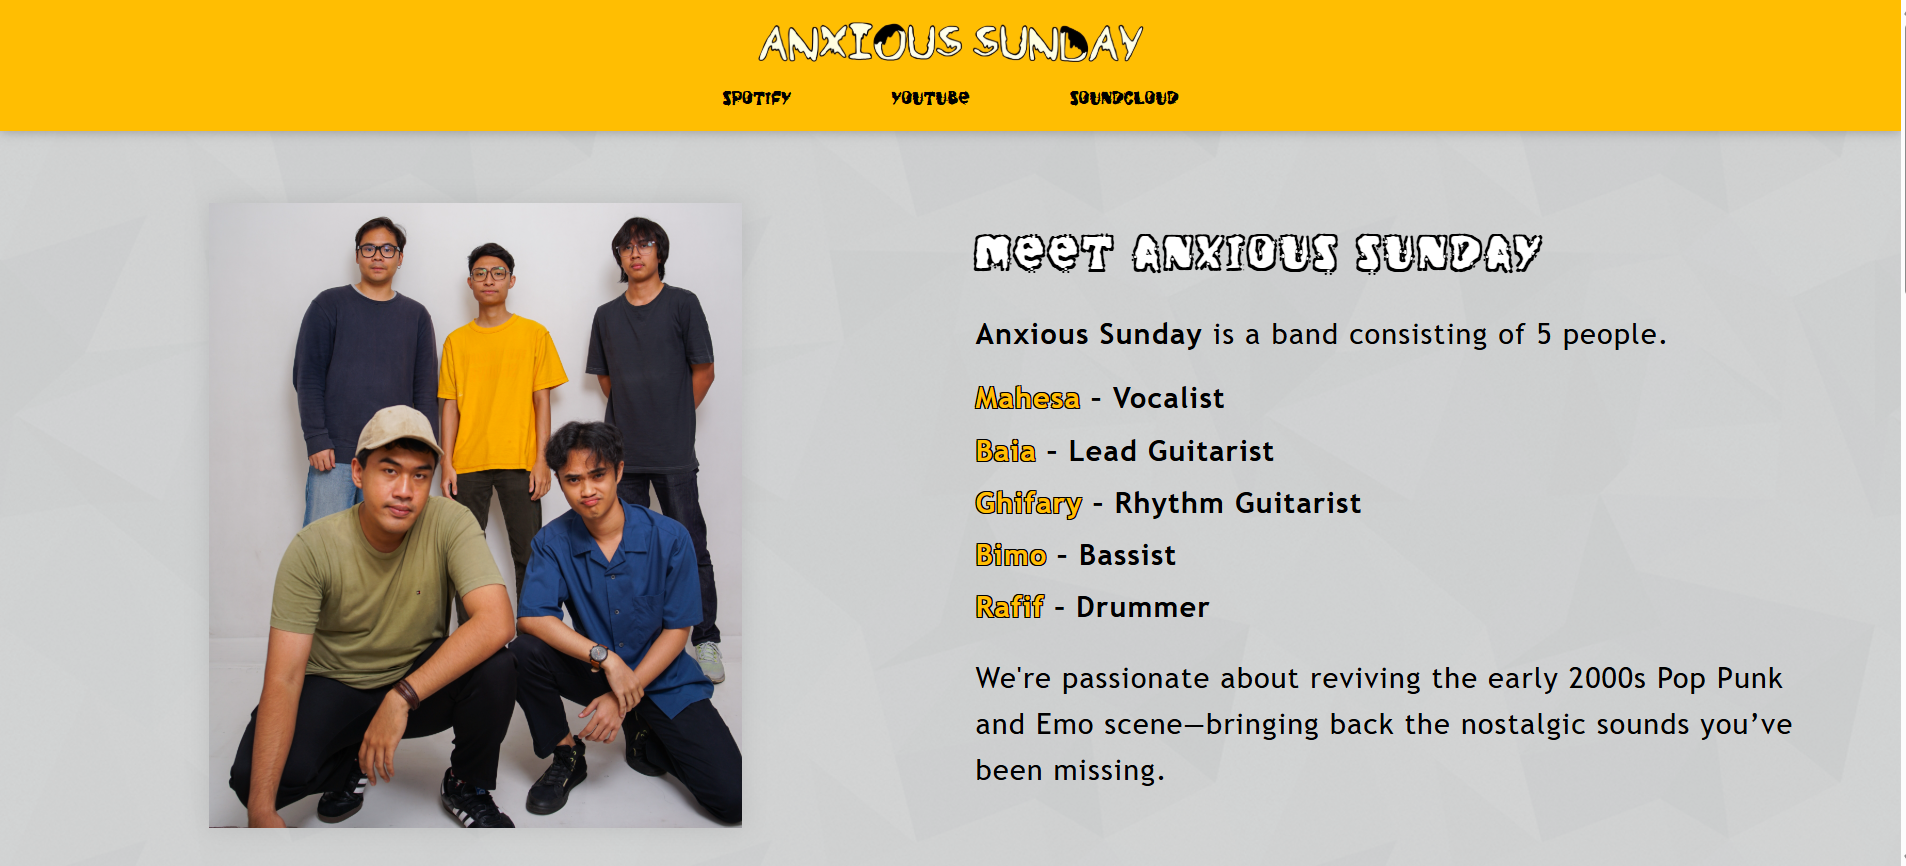 ANXIOUS SUNDAY
SPOTIFY YOUTUBE SOUNDCLOUD
MEET ANXIOUS SUNDAY
Anxious Sunday is a band consisting of 5 people.
Mahesa - Vocalist
Baia - Lead Guitarist
Ghifary - Rhythm Guitarist
Bimo - Bassist
Rafif - Drummer
We're passionate about reviving the early 2000s Pop Punk
and Emo scene—bringing back the nostalgic sounds you’ve
been missing.